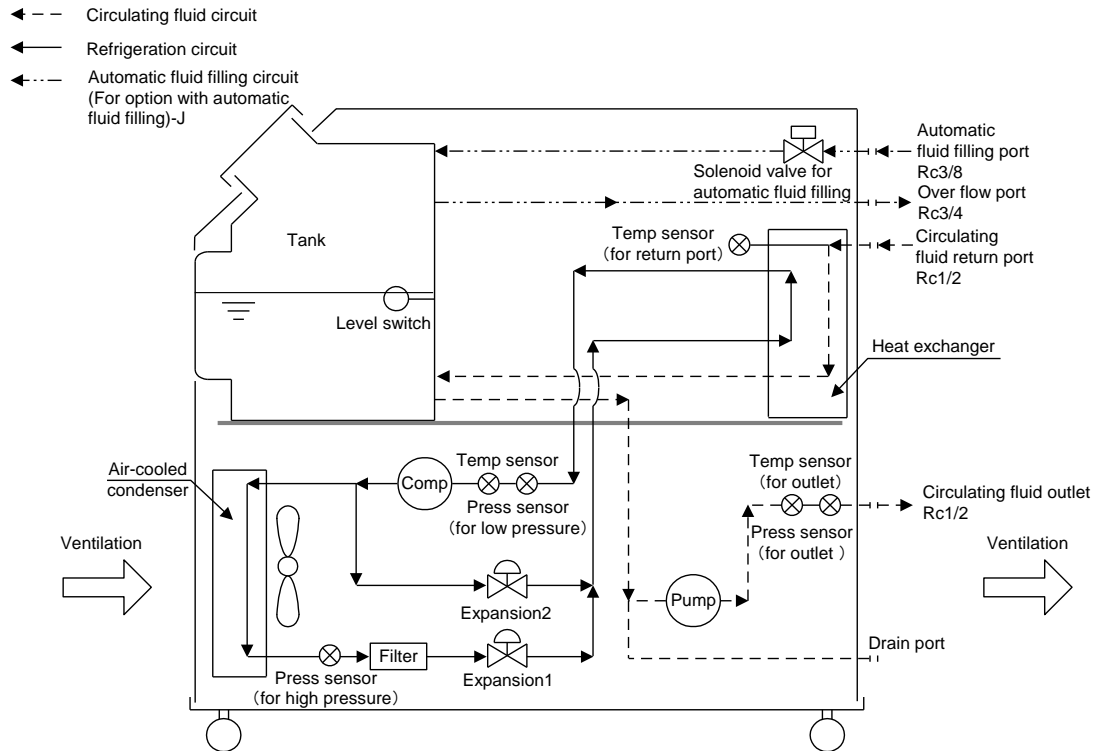 Circulating fluid circuit
Refrigeration circuit
Automatic fluid filling circuit
(For option with automatic
fluid filling)-J
Automatic
fluid filling port
Rc3/8
Solenoid valve for
automatic fluid filling
Over flow port
Rc3/4
Tank
Temp sensor
(for return port)
Circulating
fluid return port
Rc1/2
Level switch
Heat exchanger
Air-cooled
condenser
Comp
Temp sensor
Press sensor
(for low pressure)
Temp sensor
(for outlet)
Press sensor
(for outlet )
Circulating fluid outlet
Rc1/2
Ventilation
Ventilation
Expansion2
Pump
Filter
Expansion1
Press sensor
(for high pressure)
Drain port